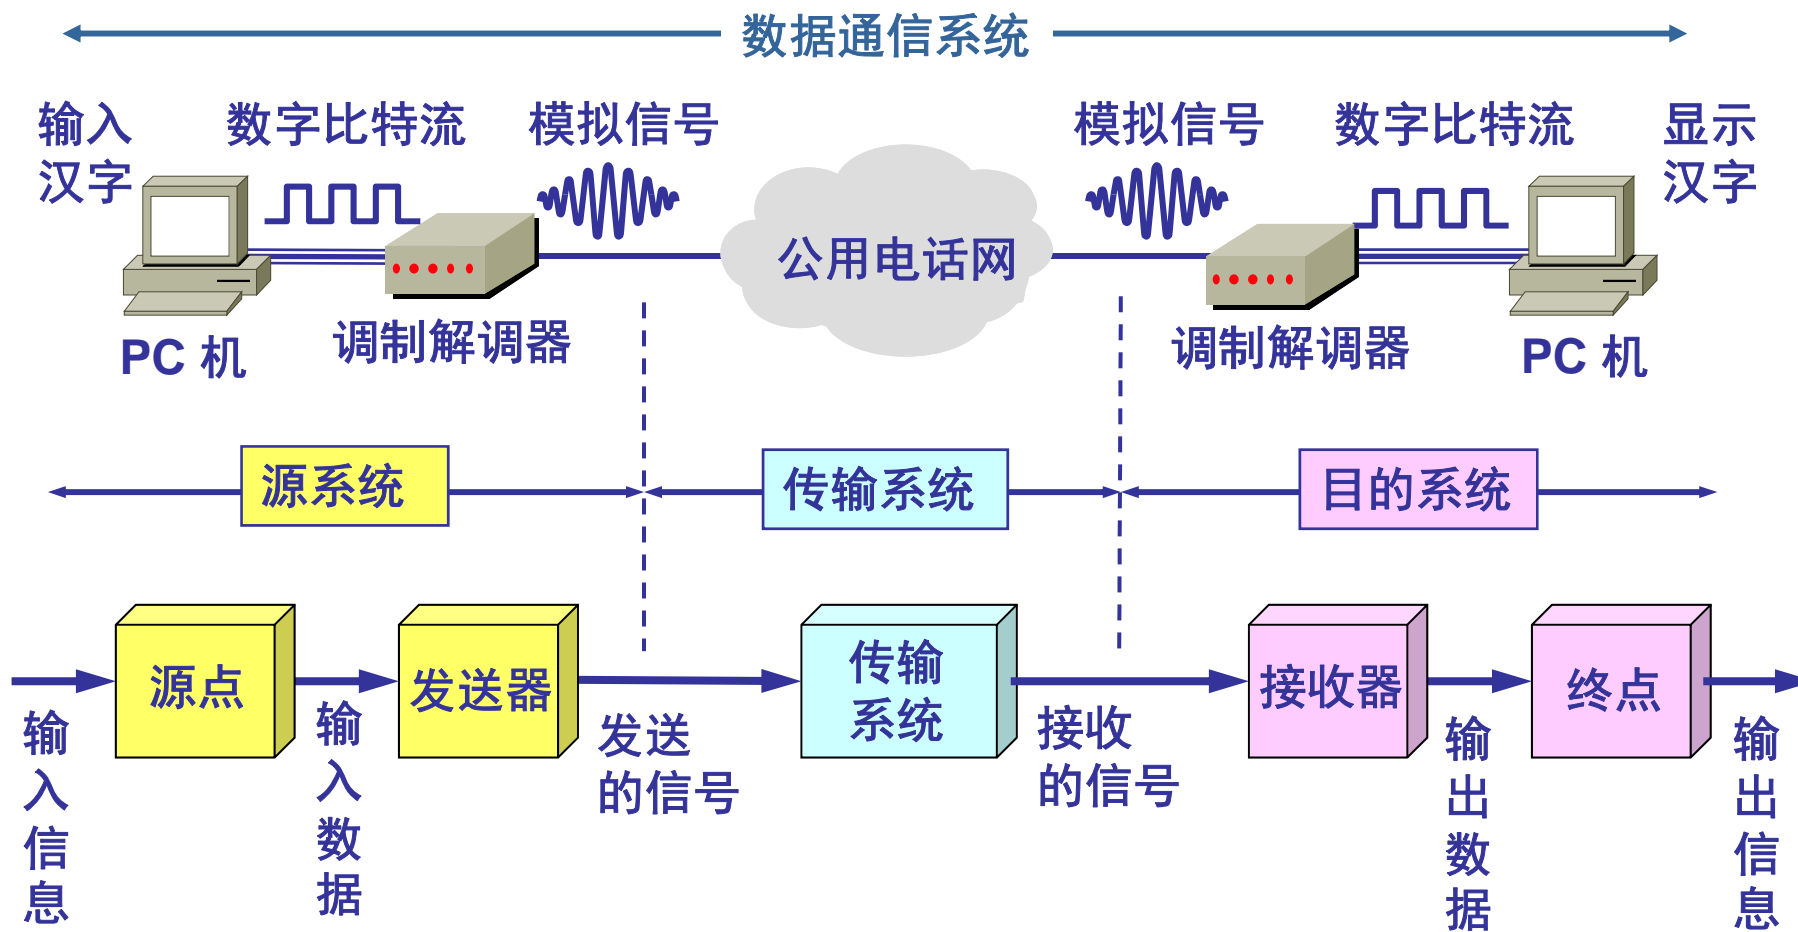 数据通信系统
输入
汉字
数字比特流
模拟信号
模拟信号
数字比特流
显示
汉字
公用电话网
PC 机
调制解调器
调制解调器
PC 机
源系统
传输系统
目的系统
源点
发送器
传输
系统
接收器
终点
输
入
信
息
输
入
数
据
发送
的信号
接收
的信号
输
出
数
据
输
出
信
息